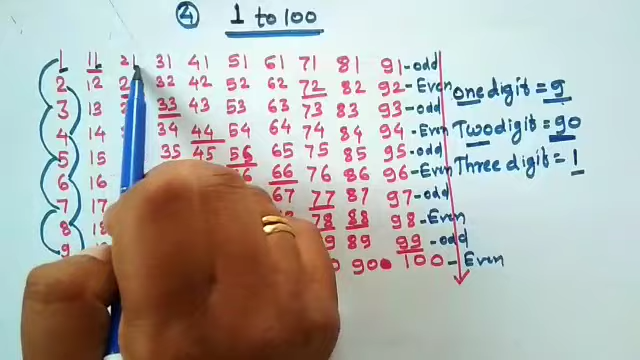 ④ 1 to 100
1 11 21 31 41 51 61 71 81 91-odd
2 12 2 32 42 52 62 72 82 92-Even
3 13 33 43 53 63 73 83 93-odd
4 14 34 44 54 64 74 84 94-Even
5 15 35 45 55 65 75 85 95-odd
6 16 66 76 86 96-Even
7 17 67 77 87 97-odd
8 18 78 88 98-Even
9 89 99-odd
90 100-Even
One digit = 9
Two digit = 90
Three digit = 1